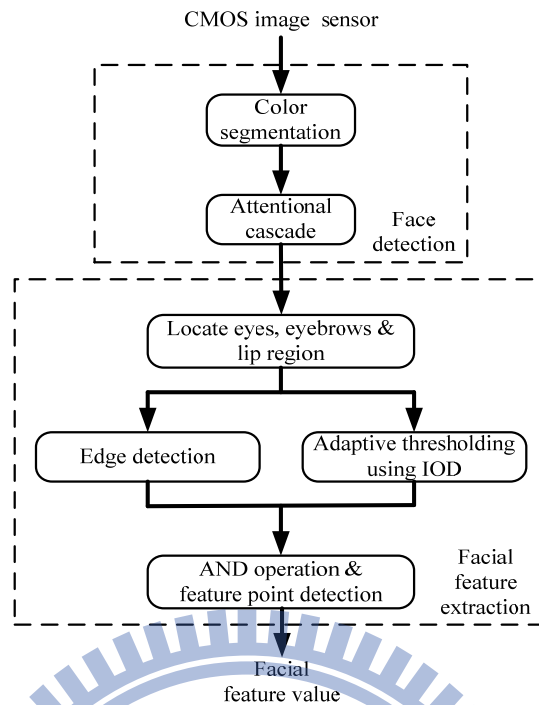 CMOS image sensor
Color
segmentation
Attentional
cascade
Face
detection
Locate eyes, eyebrows &
lip region
Edge detection
Adaptive thresholding
using IOD
AND operation &
feature point detection
Facial
feature
extraction
Facial
feature value